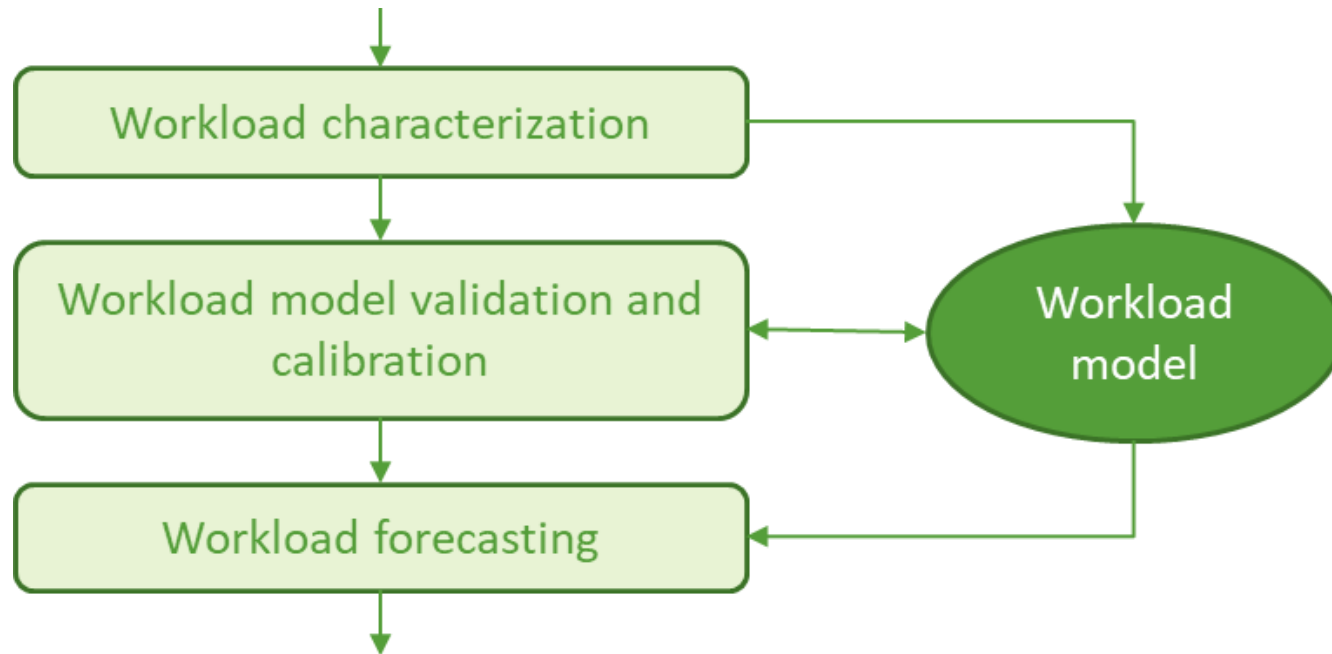 Workload characterization
Workload model validation and
calibration
Workload
model
Workload forecasting